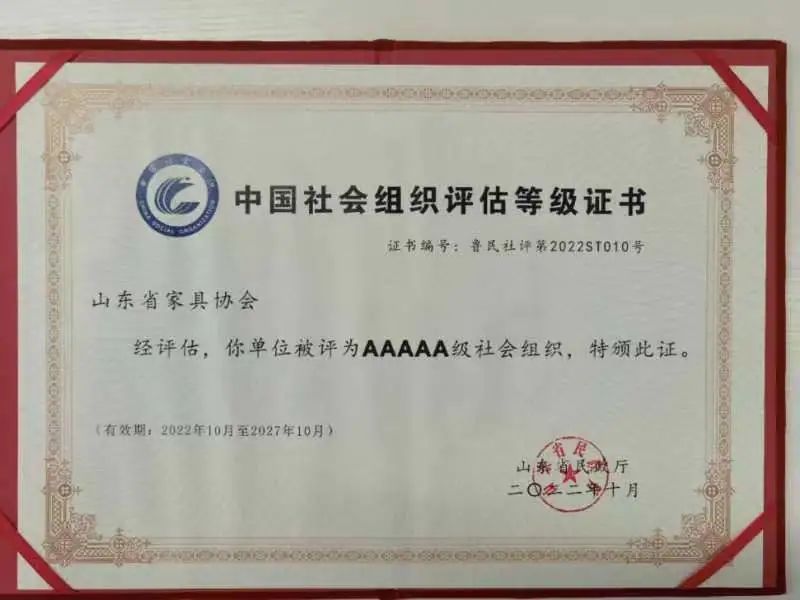 CHINA SOCIAL ORGANIZATION
中国社会组织评估等级证书
证书编号：鲁民社评第2022ST010号
山东省家具协会
经评估，你单位被评为AAAAA级社会组织，特颁此证。
（有效期：2022年10月至2027年10月）
山东省民政厅
二〇二二年十月